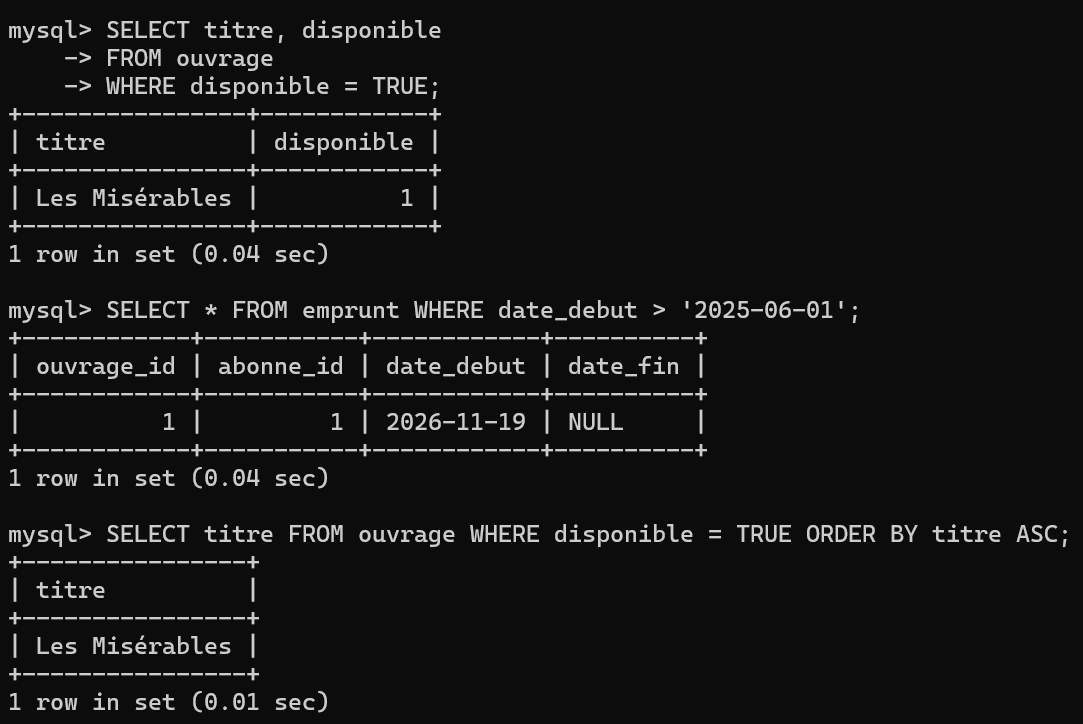 mysql> SELECT titre, disponible
    -> FROM ouvrage
    -> WHERE disponible = TRUE;
+----------------+------------+
| titre          | disponible |
+----------------+------------+
| Les Misérables |          1 |
+----------------+------------+
1 row in set (0.04 sec)

mysql> SELECT * FROM emprunt WHERE date_debut > '2025-06-01';
+------------+-----------+------------+----------+
| ouvrage_id | abonne_id | date_debut | date_fin |
+------------+-----------+------------+----------+
|          1 |         1 | 2026-11-19 | NULL     |
+------------+-----------+------------+----------+
1 row in set (0.04 sec)

mysql> SELECT titre FROM ouvrage WHERE disponible = TRUE ORDER BY titre ASC;
+----------------+
| titre          |
+----------------+
| Les Misérables |
+----------------+
1 row in set (0.01 sec)